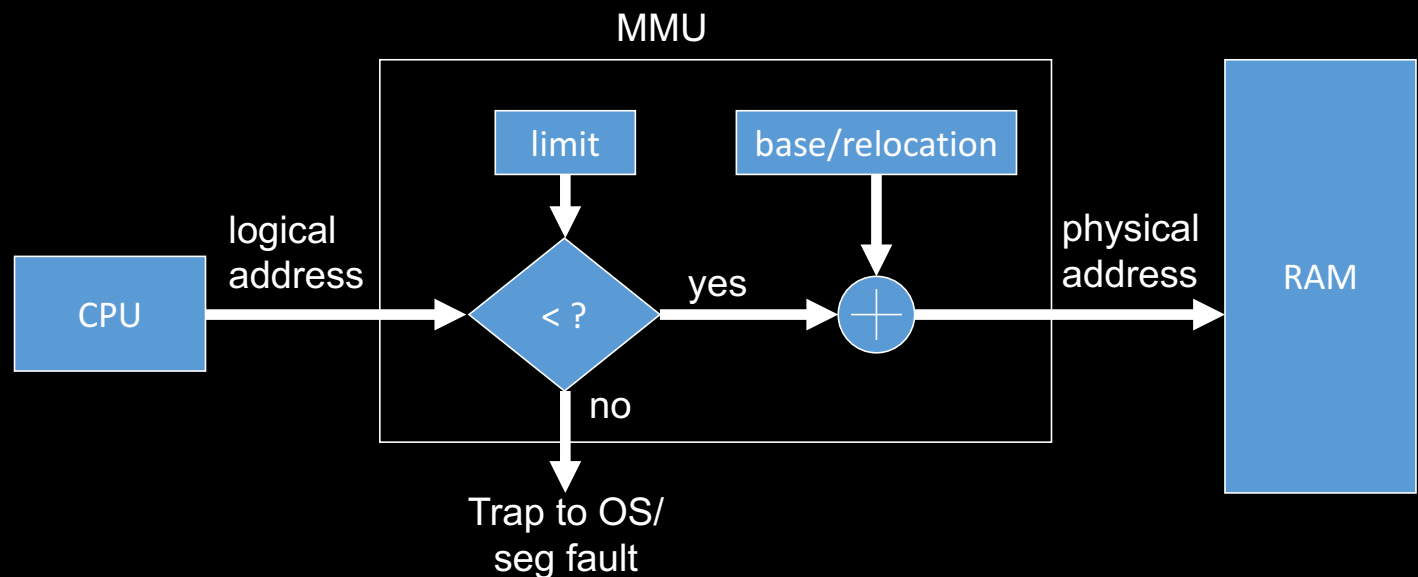 MMU
limit
base/relocation
logical
address
physical
address
CPU
< ?
yes
RAM
no
Trap to OS/
seg fault